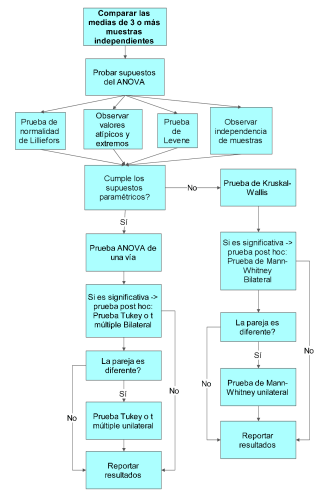 Comparar las
medias de 3 o más
muestras
independientes
Probar supuestos
del ANOVA
Prueba de
normalidad
de Lilliefors
Observar
valores
atípicos y
extremos
Prueba
de
Levene
Observar
independencia
de muestras
Cumple los
supuestos
paramétricos?
No
Prueba de Kruskal-
Wallis
Sí
Prueba ANOVA de
una vía
Si es significativa ->
prueba post hoc:
Prueba de Mann-
Whitney
Bilateral
Si es significativa ->
prueba post hoc:
Prueba Tukey o t
múltiple Bilateral
La pareja es
diferente?
No
Sí
La pareja es
diferente?
No
Sí
No
Prueba de Mann-
Whitney unilateral
No
Prueba Tukey o t
múltiple unilateral
Reportar
resultados
Reportar
resultados